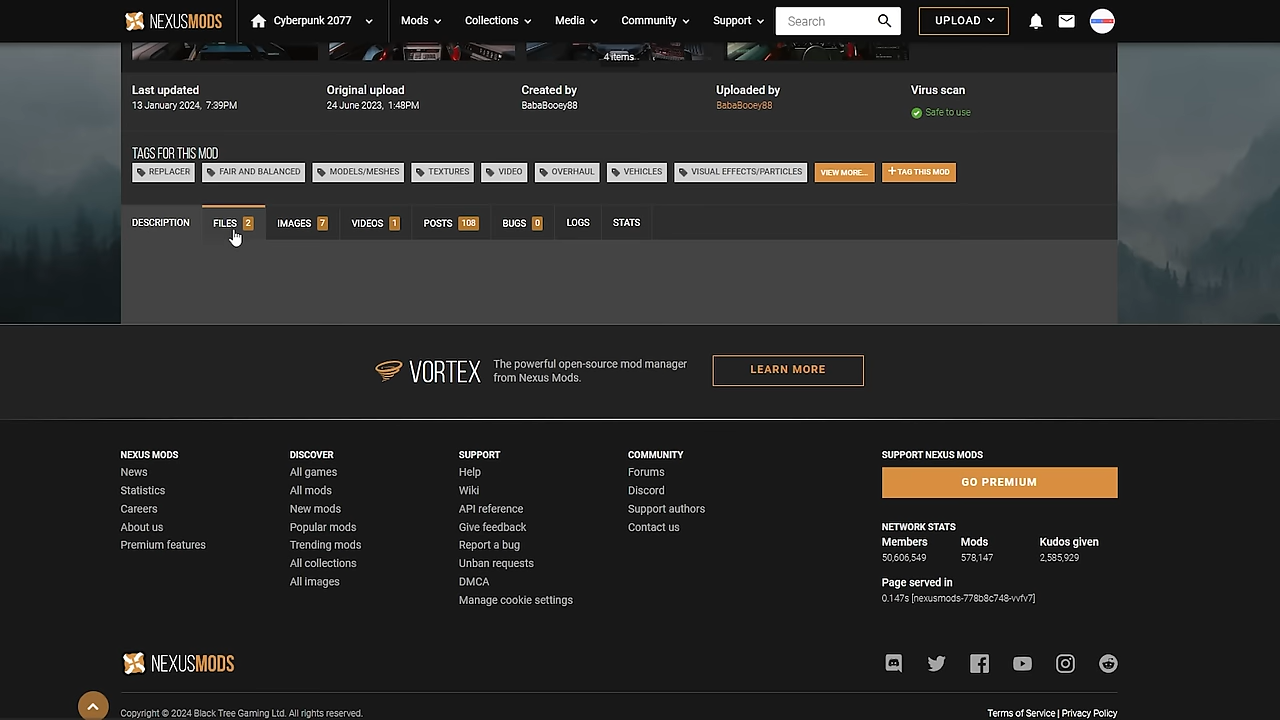 NEXUSMODS
Cyberpunk 2077
Mods
Collections
Media
Community
Support
Search
UPLOAD
4 items
Last updated
13 January 2024, 7:39PM
Original upload
24 June 2023, 1:48PM
Created by
BabaBooey88
Uploaded by
BabaBooey88
Virus scan
Safe to use
TAGS FOR THIS MOD
REPLACER
FAIR AND BALANCED
MODELS/MESHES
TEXTURES
VIDEO
OVERHAUL
VEHICLES
VISUAL EFFECTS/PARTICLES
VIEW MORE...
TAG THIS MOD
DESCRIPTION
FILES 2
IMAGES 7
VIDEOS 1
POSTS 108
BUGS 0
LOGS
STATS
VORTEX
The powerful open-source mod manager
from Nexus Mods.
LEARN MORE
NEXUS MODS
News
Statistics
Careers
About us
Premium features
DISCOVER
All games
All mods
New mods
Popular mods
Trending mods
All collections
All images
SUPPORT
Help
Wiki
API reference
Give feedback
Report a bug
Unban requests
DMCA
Manage cookie settings
COMMUNITY
Forums
Discord
Support authors
Contact us
SUPPORT NEXUS MODS
GO PREMIUM
NETWORK STATS
Members
50,606,549
Mods
578,147
Kudos given
2,585,929
Page served in
0.147s [nexusmods-778b8c748-vvfv7]
NEXUSMODS
Copyright © 2024 Black Tree Gaming Ltd. All rights reserved.
Terms of Service | Privacy Policy